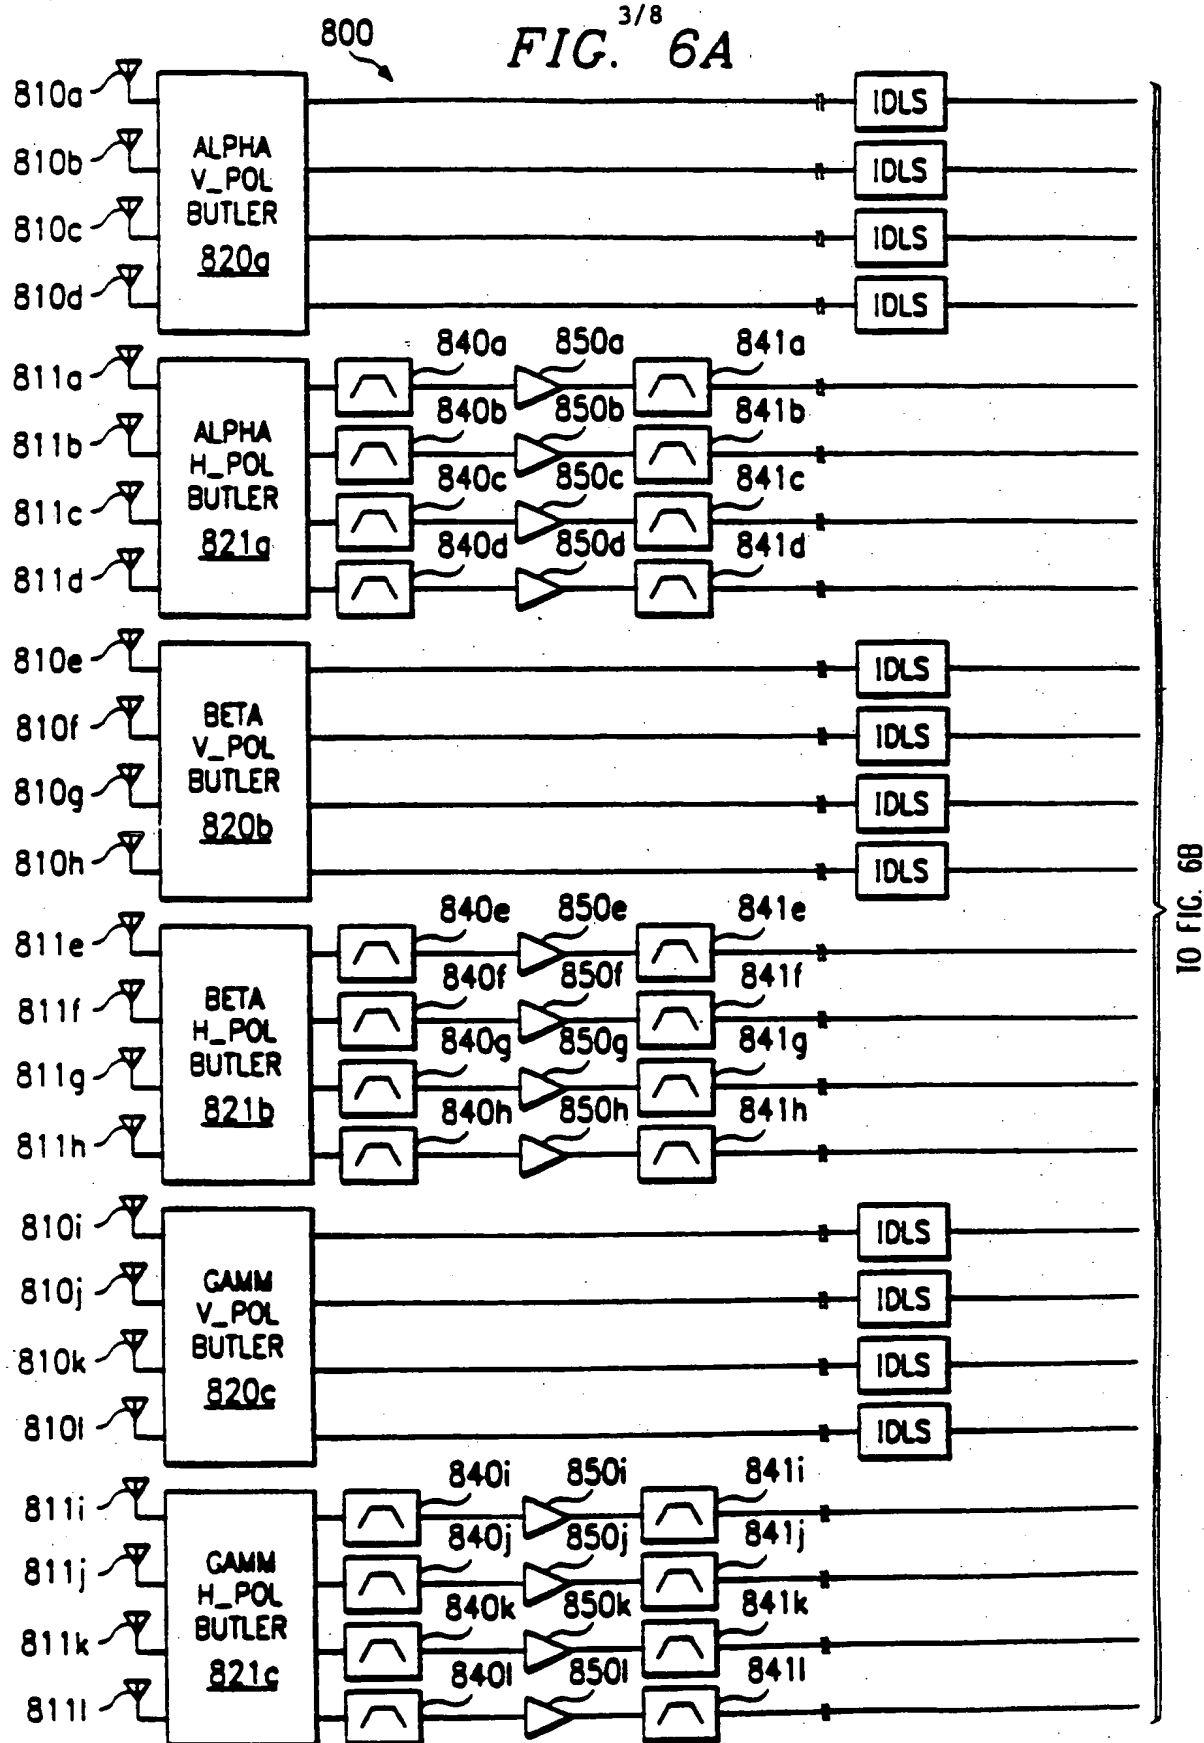 3/8
FIG. 6A
800
810a
810b
810c
810d
ALPHA
V_POL
BUTLER
820a
IDLS
IDLS
IDLS
IDLS
811a
811b
811c
811d
ALPHA
H_POL
BUTLER
821a
840a 850a 841a
840b 850b 841b
840c 850c 841c
840d 850d 841d
810e
810f
810g
810h
BETA
V_POL
BUTLER
820b
IDLS
IDLS
IDLS
IDLS
811e
811f
811g
811h
BETA
H_POL
BUTLER
821b
840e 850e 841e
840f 850f 841f
840g 850g 841g
840h 850h 841h
810i
810j
810k
810l
GAMM
V_POL
BUTLER
820c
IDLS
IDLS
IDLS
IDLS
811i
811j
811k
811l
GAMM
H_POL
BUTLER
821c
840i 850i 841i
840j 850j 841j
840k 850k 841k
840l 850l 841l
TO FIG. 6B